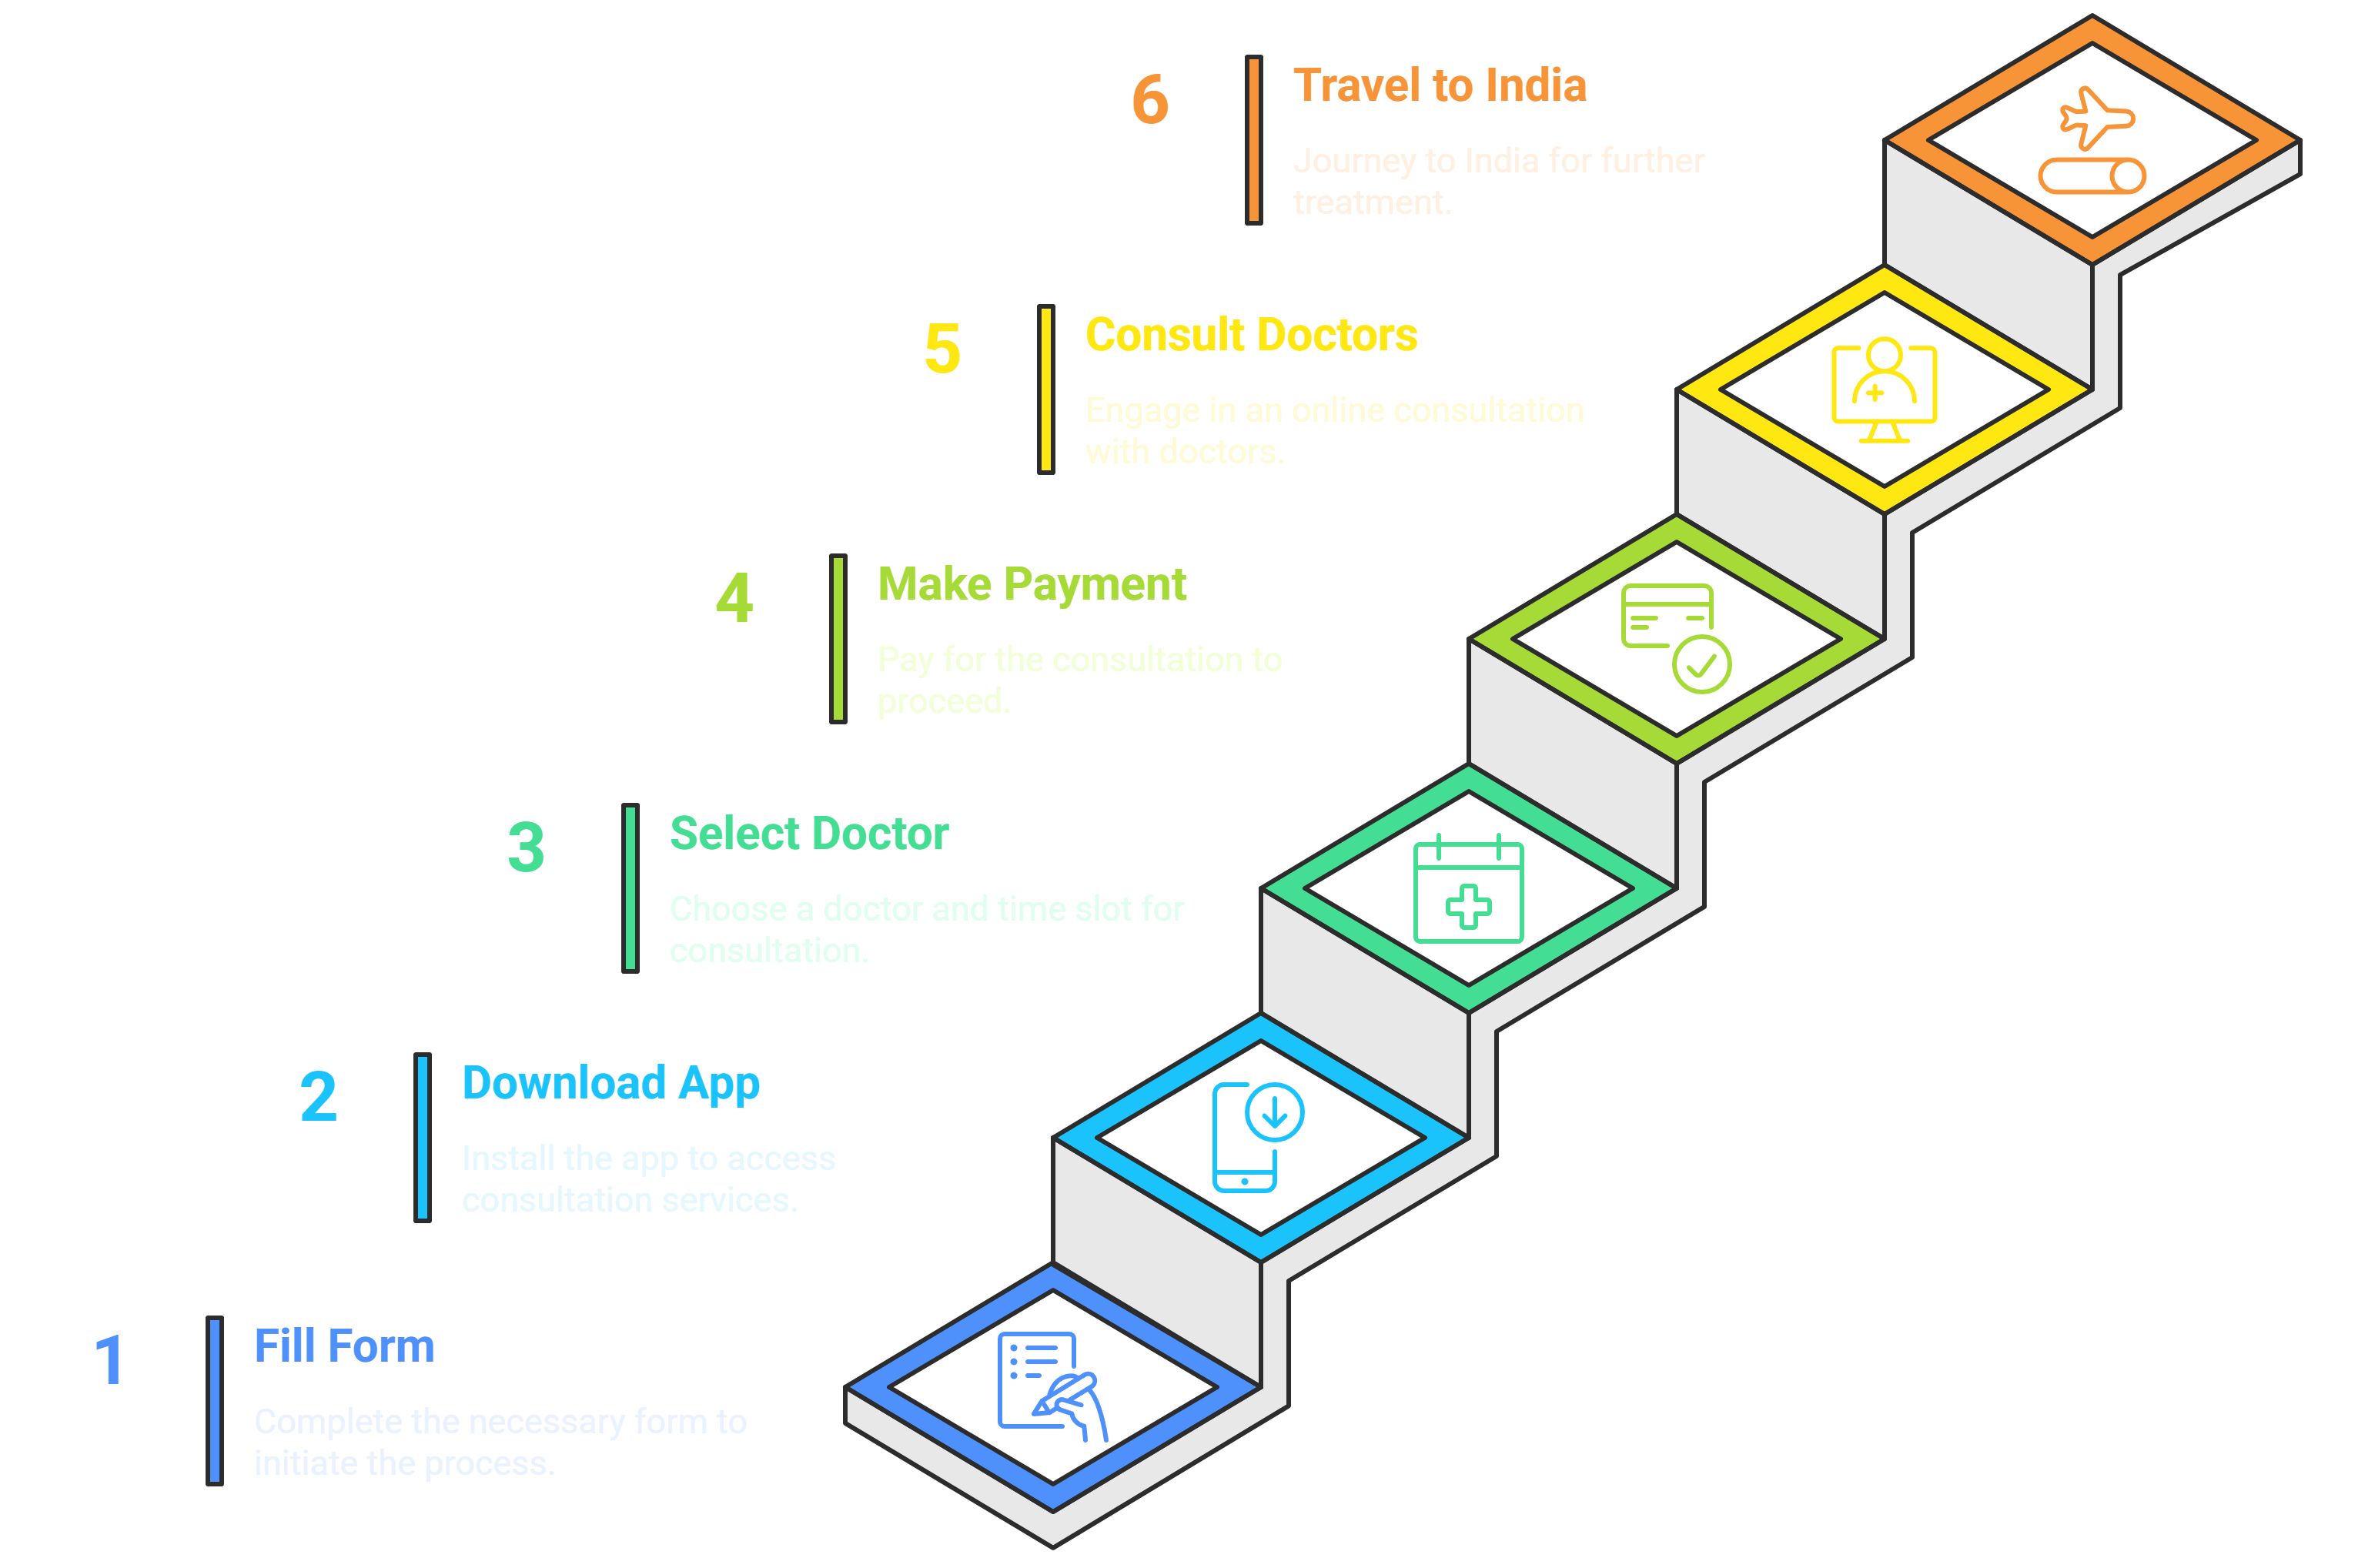 6
Travel to India
Journey to India for further
treatment.
5
Consult Doctors
Engage in an online consultation
with doctors.
4
Make Payment
Pay for the consultation to
proceed.
3
Select Doctor
Choose a doctor and time slot for
consultation.
2
Download App
Install the app to access
consultation services.
1
Fill Form
Complete the necessary form to
initiate the process.